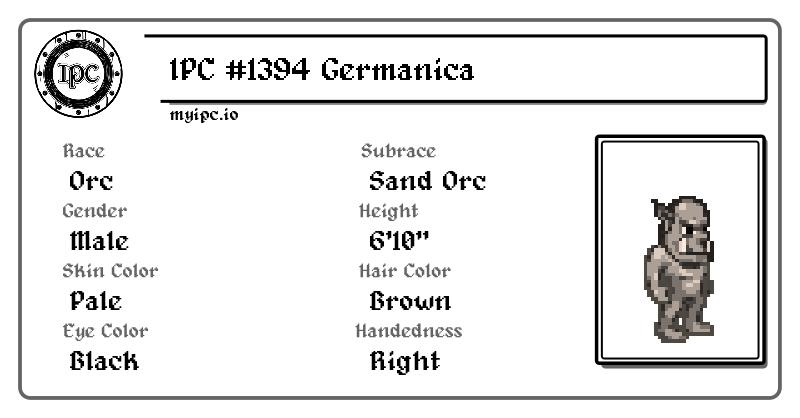 IPC
1PC #1394 Germanica
myipc.io
Race
Subrace
Orc
Sand Orc
Gender
Height
Male
6'10"
Skin Color
Hair Color
Pale
Brown
Eye Color
Handedness
Black
Right